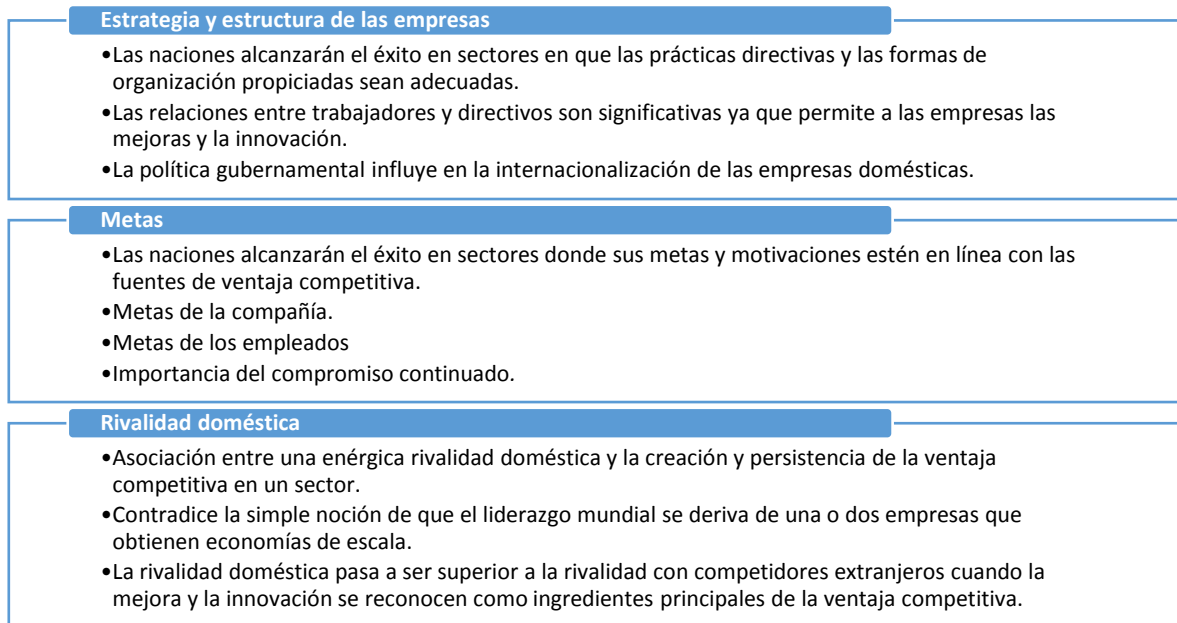 Estrategia y estructura de las empresas
•Las naciones alcanzarán el éxito en sectores en que las prácticas directivas y las formas de
organización propiciadas sean adecuadas.
•Las relaciones entre trabajadores y directivos son significativas ya que permite a las empresas las
mejoras y la innovación.
•La política gubernamental influye en la internacionalización de las empresas domésticas.
Metas
•Las naciones alcanzarán el éxito en sectores donde sus metas y motivaciones estén en línea con las
fuentes de ventaja competitiva.
•Metas de la compañía.
•Metas de los empleados
•Importancia del compromiso continuado.
Rivalidad doméstica
•Asociación entre una enérgica rivalidad doméstica y la creación y persistencia de la ventaja
competitiva en un sector.
•Contradice la simple noción de que el liderazgo mundial se deriva de una o dos empresas que
obtienen economías de escala.
•La rivalidad doméstica pasa a ser superior a la rivalidad con competidores extranjeros cuando la
mejora y la innovación se reconocen como ingredientes principales de la ventaja competitiva.